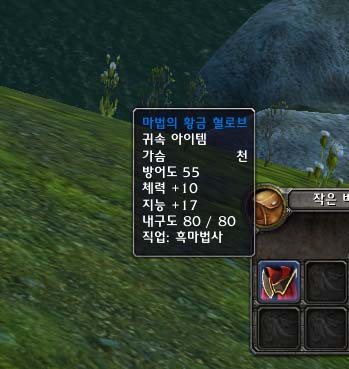 마법의 황금 혈로브
귀속 아이템
가슴 천
방어도 55
체력 +10
지능 +17
내구도 80 / 80
직업: 흑마법사
작은